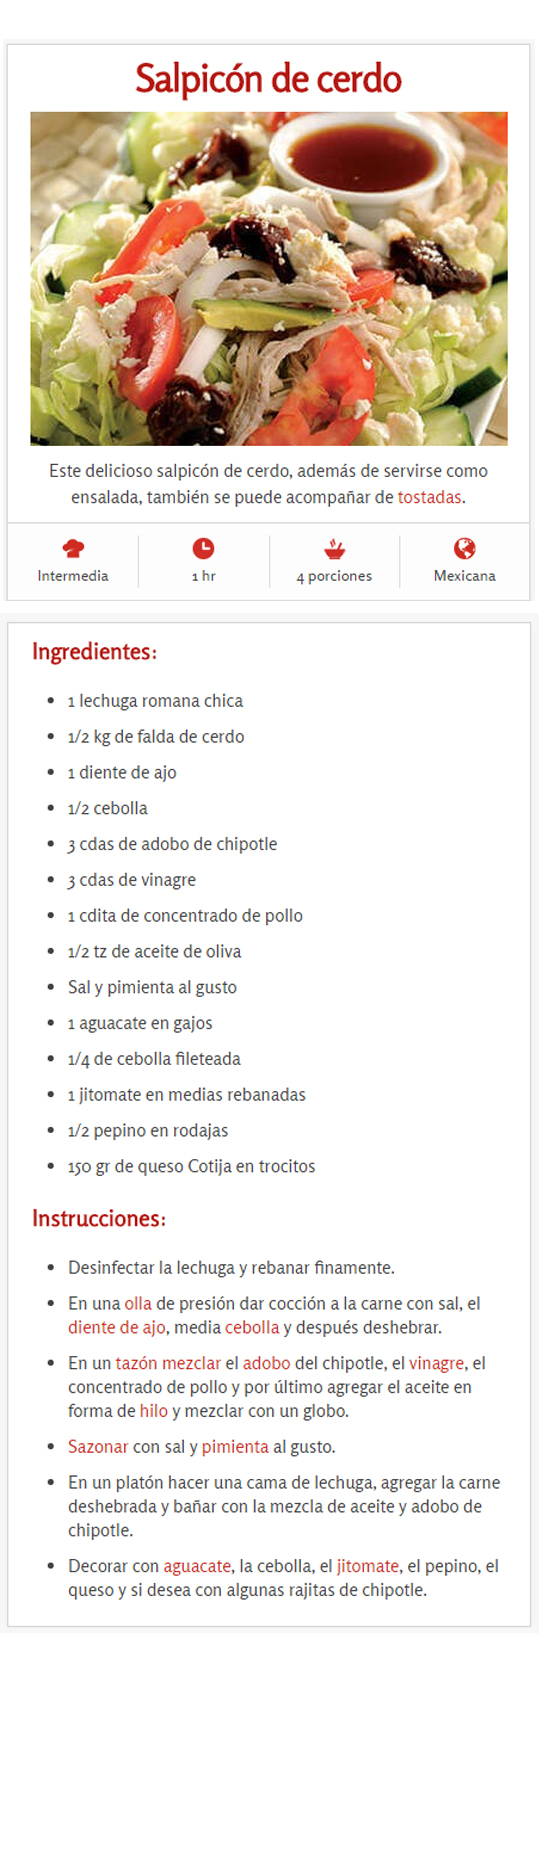 Salpicón de cerdo
Este delicioso salpicón de cerdo, además de servirse como
ensalada, también se puede acompañar de tostadas.
Intermedia
1 hr
4 porciones
Mexicana
Ingredientes:
• 1 lechuga romana chica
• 1/2 kg de falda de cerdo
• 1 diente de ajo
• 1/2 cebolla
• 3 cdas de adobo de chipotle
• 3 cdas de vinagre
• 1 cdita de concentrado de pollo
• 1/2 tz de aceite de oliva
• Sal y pimienta al gusto
• 1 aguacate en gajos
• 1/4 de cebolla fileteada
• 1 jitomate en medias rebanadas
• 1/2 pepino en rodajas
• 150 gr de queso Cotija en trocitos
Instrucciones:
• Desinfectar la lechuga y rebanar finamente.
• En una olla de presión dar cocción a la carne con sal, el
diente de ajo, media cebolla y después deshebrar.
• En un tazón mezclar el adobo del chipotle, el vinagre, el
concentrado de pollo y por último agregar el aceite en
forma de hilo y mezclar con un globo.
• Sazonar con sal y pimienta al gusto.
• En un platón hacer una cama de lechuga, agregar la carne
deshebrada y bañar con la mezcla de aceite y adobo de
chipotle.
• Decorar con aguacate, la cebolla, el jitomate, el pepino, el
queso y si desea con algunas rajitas de chipotle.